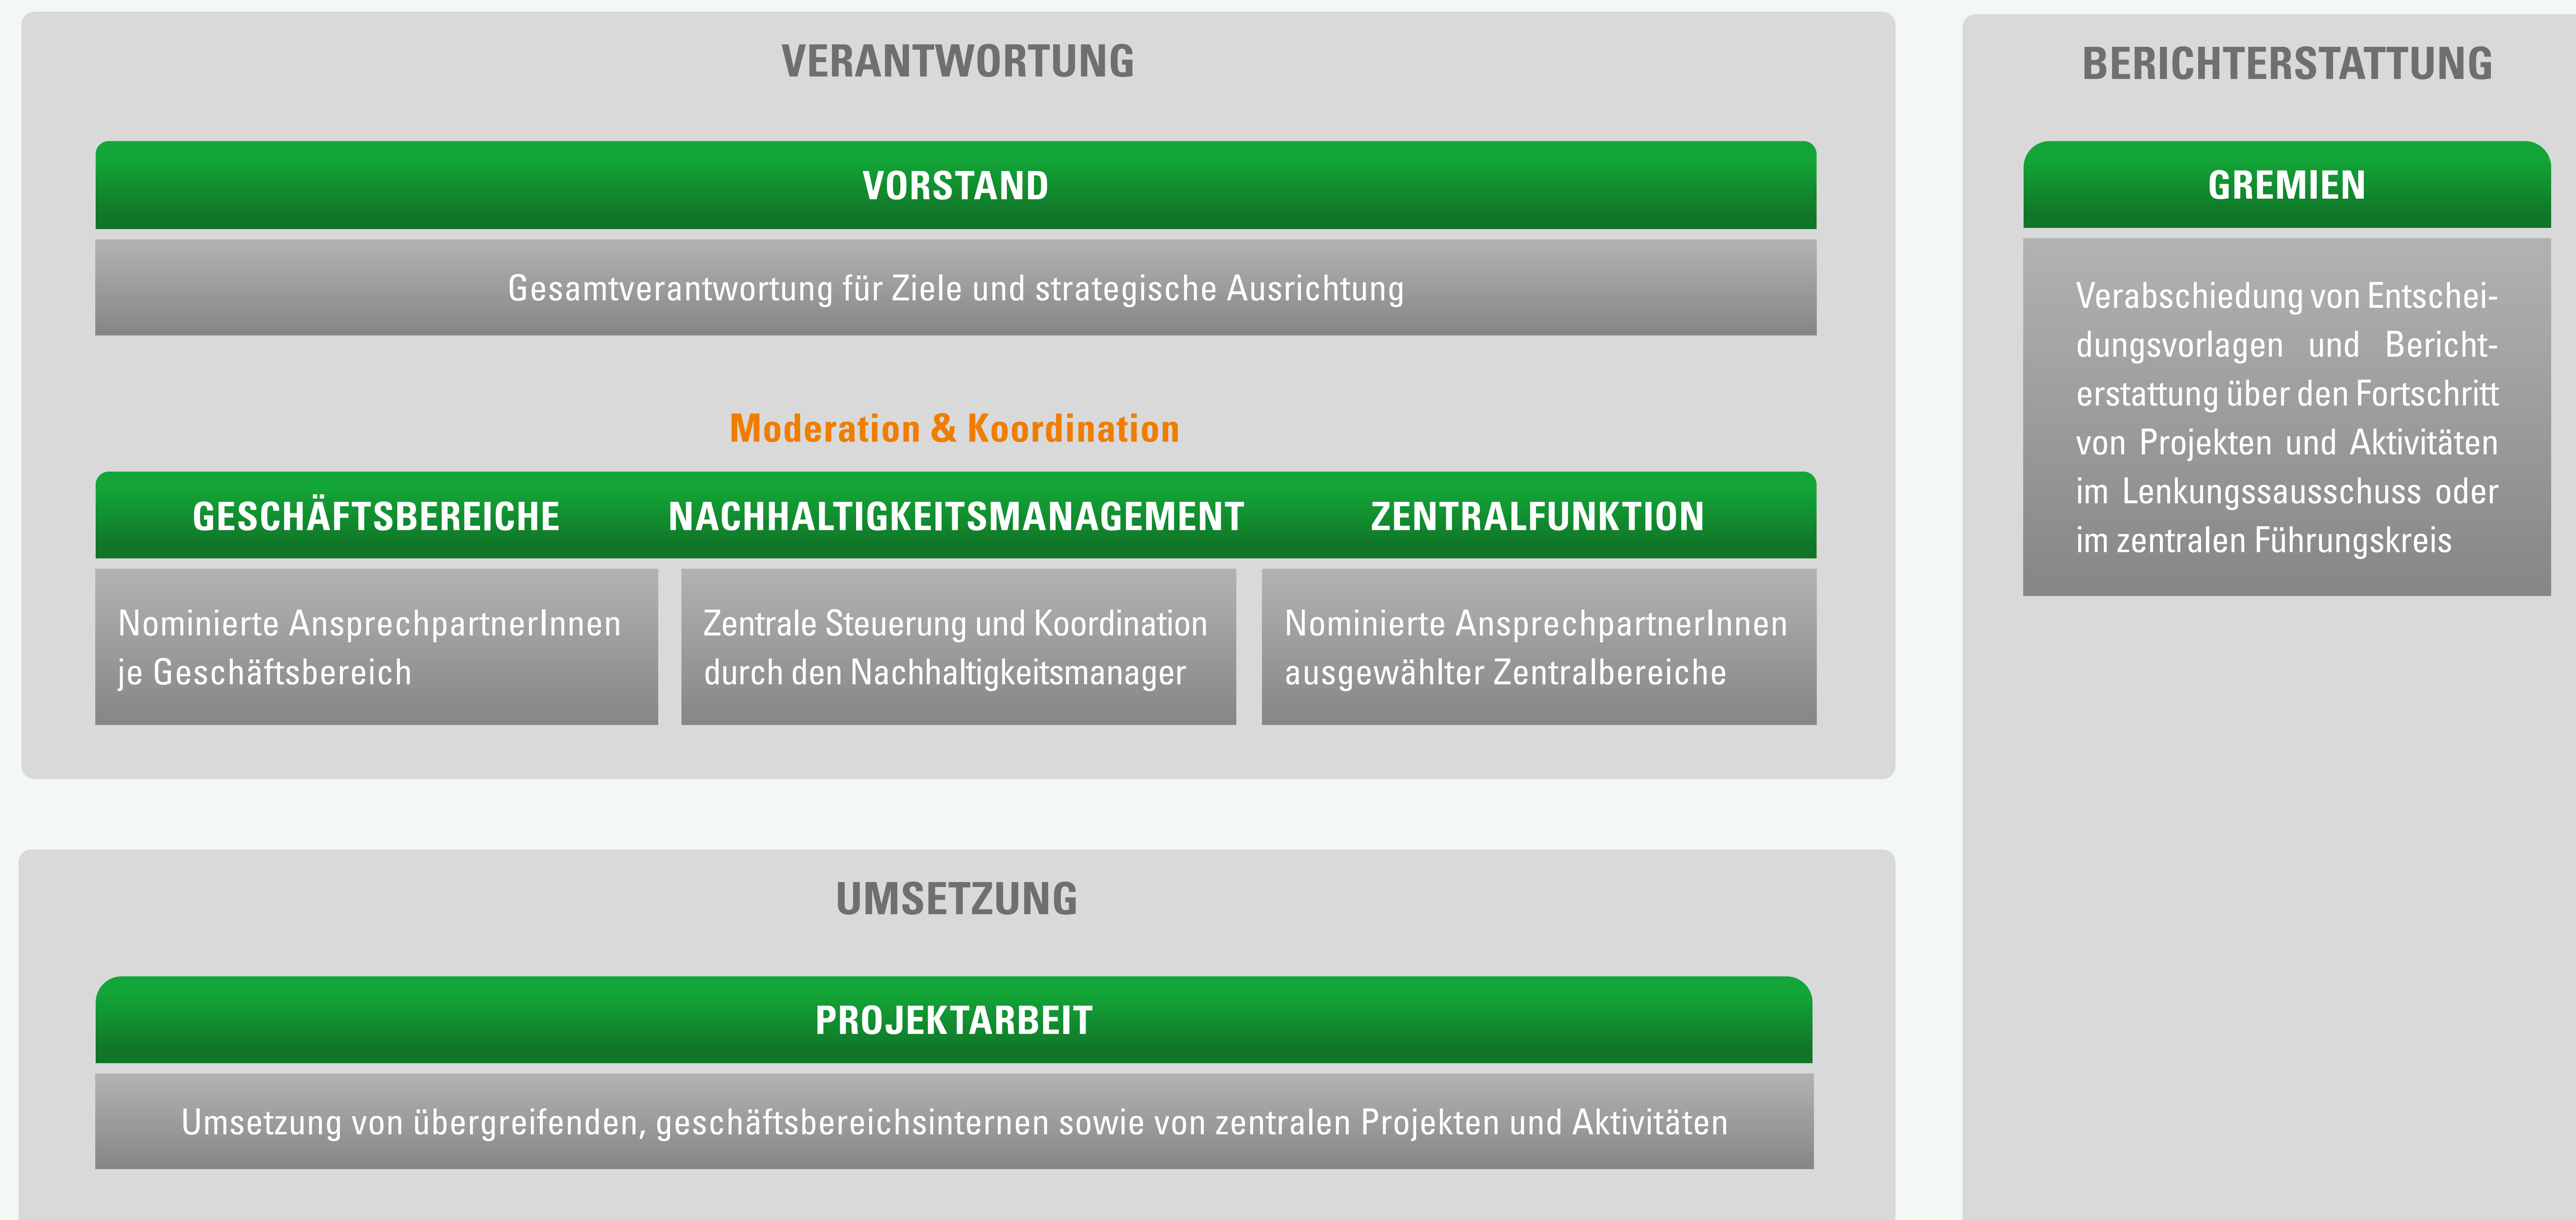 VERANTWORTUNG
VORSTAND
Gesamtverantwortung für Ziele und strategische Ausrichtung
Moderation & Koordination
GESCHÄFTSBEREICHE
Nominierte AnsprechpartnerInnen
je Geschäftsbereich
NACHHALTIGKEITSMANAGEMENT
Zentrale Steuerung und Koordination
durch den Nachhaltigkeitsmanager
ZENTRALFUNKTION
Nominierte AnsprechpartnerInnen
ausgewählter Zentralbereiche
UMSETZUNG
PROJEKTARBEIT
Umsetzung von übergreifenden, geschäftsbereichsinternen sowie von zentralen Projekten und Aktivitäten
BERICHTERSTATTUNG
GREMIEN
Verabschiedung von Entschei-
dungsvorlagen und Bericht-
erstattung über den Fortschritt
von Projekten und Aktivitäten
im Lenkungssausschuss oder
im zentralen Führungskreis